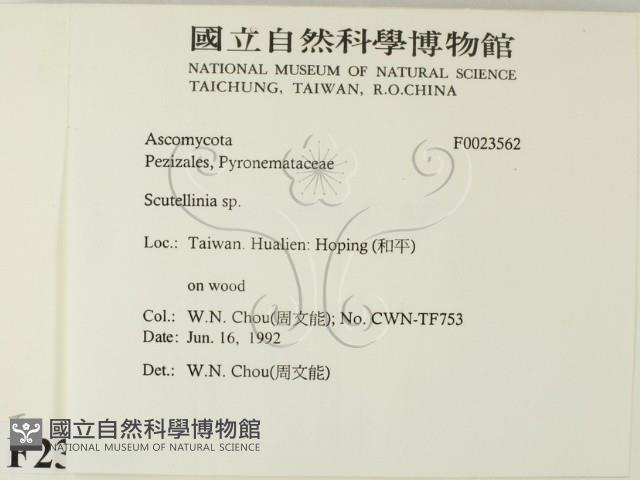 國立自然科學博物館
NATIONAL MUSEUM OF NATURAL SCIENCE
TAICHUNG, TAIWAN, R.O.CHINA
Ascomycota F0023562
Pezizales, Pyronemataceae
Scutellinia sp.
Loc.: Taiwan. Hualien: Hoping (和平)
on wood
Col.: W.N. Chou(周文能); No. CWN-TF753
Date: Jun. 16, 1992
Det.: W.N. Chou(周文能)
國立自然科學博物館
NATIONAL MUSEUM OF NATURAL SCIENCE